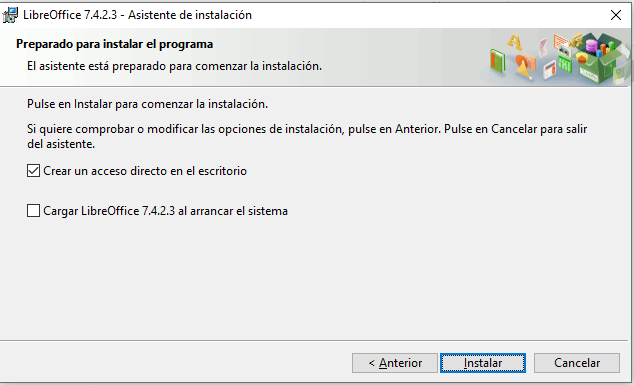 LibreOffice 7.4.2.3 - Asistente de instalación
Preparado para instalar el programa
El asistente está preparado para comenzar la instalación.
Pulse en Instalar para comenzar la instalación.
Si quiere comprobar o modificar las opciones de instalación, pulse en Anterior. Pulse en Cancelar para salir
del asistente.
Crear un acceso directo en el escritorio
Cargar LibreOffice 7.4.2.3 al arrancar el sistema
< Anterior
Instalar
Cancelar